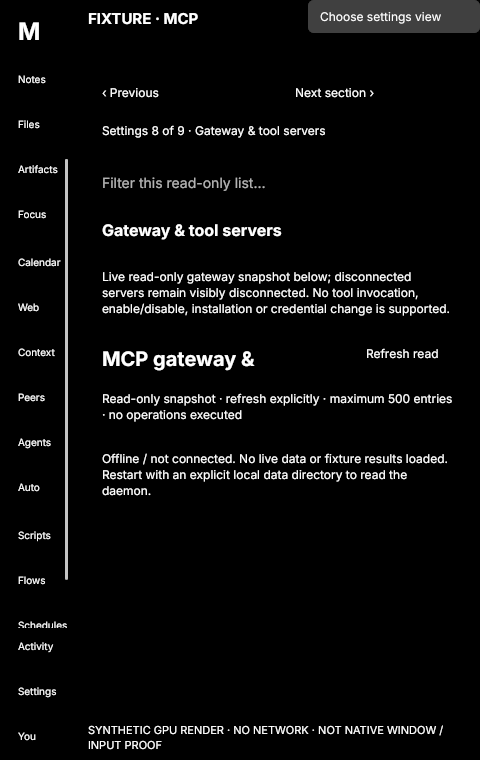 M
FIXTURE · MCP
Choose settings view
Notes
Files
Artifacts
Focus
Calendar
Web
Context
Peers
Agents
Auto
Scripts
Flows
Schedules
Activity
Settings
You
‹ Previous
Next section ›
Settings 8 of 9 · Gateway & tool servers
Filter this read-only list...
Gateway & tool servers
Live read-only gateway snapshot below; disconnected
servers remain visibly disconnected. No tool invocation,
enable/disable, installation or credential change is supported.
MCP gateway &
Refresh read
Read-only snapshot · refresh explicitly · maximum 500 entries
· no operations executed
Offline / not connected. No live data or fixture results loaded.
Restart with an explicit local data directory to read the
daemon.
SYNTHETIC GPU RENDER · NO NETWORK · NOT NATIVE WINDOW /
INPUT PROOF